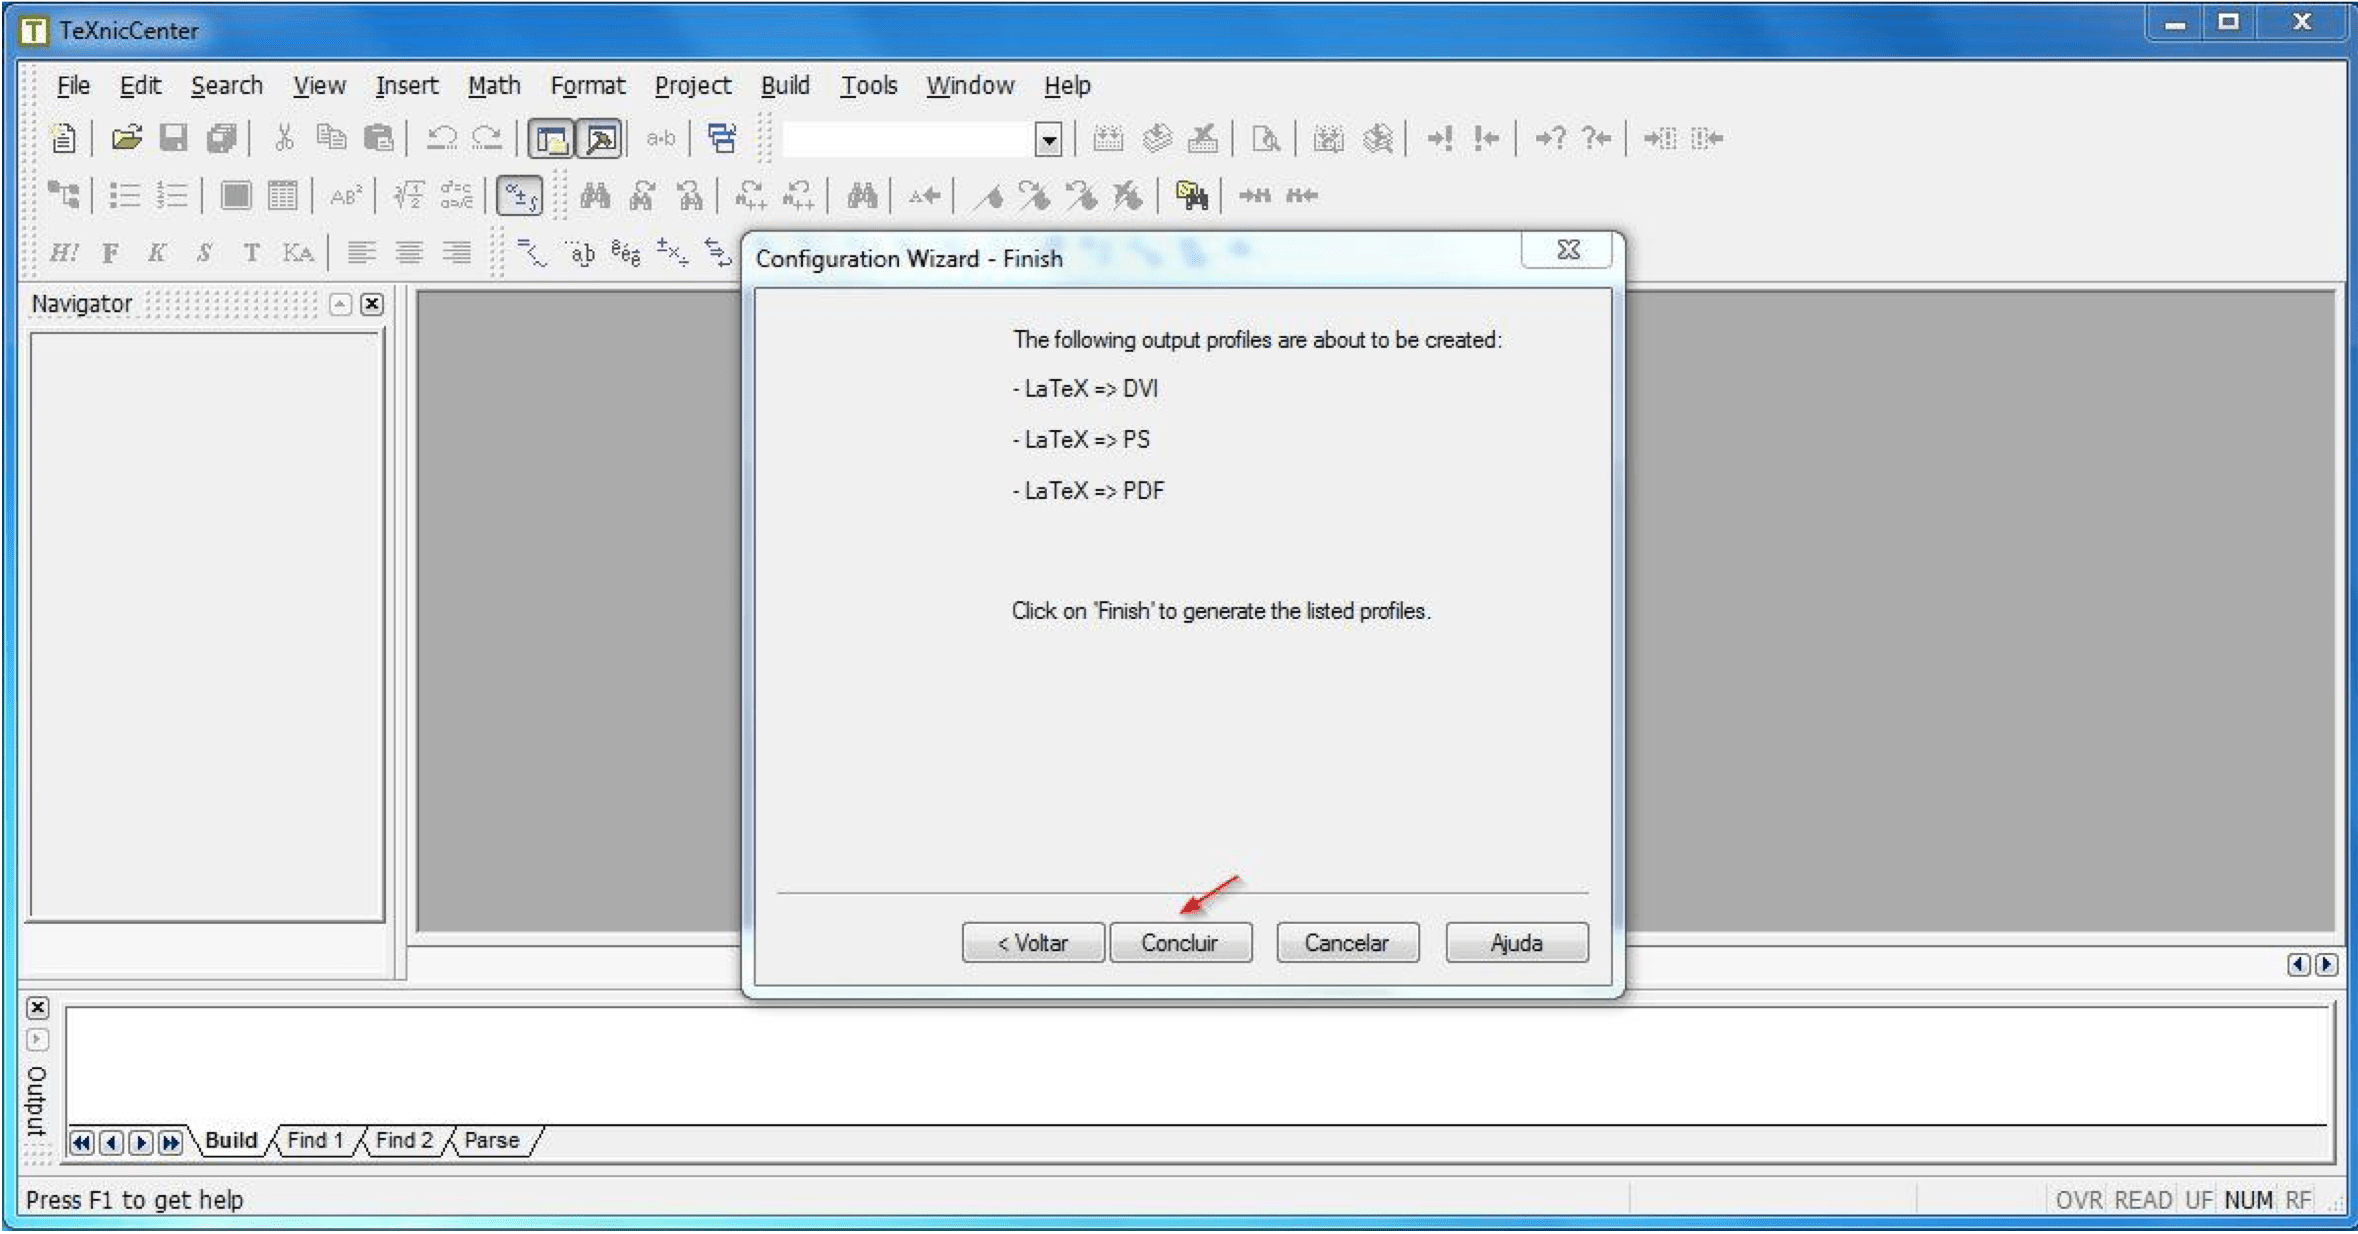 TeXnicCenter
File Edit Search View Insert Math Format Project Build Tools Window Help
a·b
AB²
H! F K S T KA
Navigator
Configuration Wizard - Finish
The following output profiles are about to be created:
- LaTeX => DVI
- LaTeX => PS
- LaTeX => PDF
Click on 'Finish' to generate the listed profiles.
< Voltar Concluir Cancelar Ajuda
Output
Build Find 1 Find 2 Parse
Press F1 to get help
OVR READ UF NUM RF